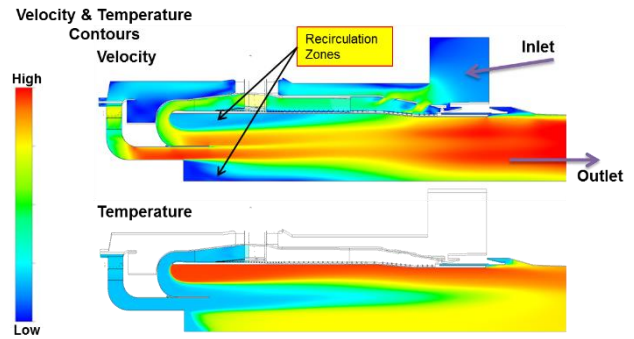 Velocity & Temperature
Contours
Velocity
High
Recirculation
Zones
Inlet
Outlet
Temperature
Low